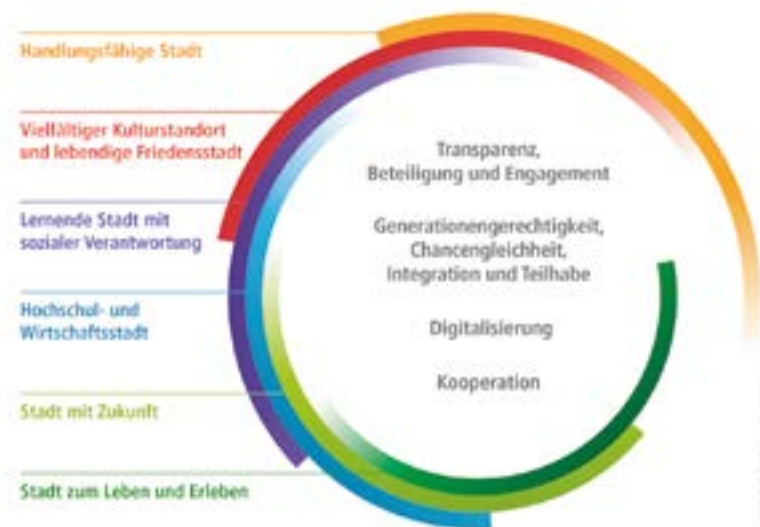 Handlungsfähige Stadt
Vielfältiger Kulturstandort
und lebendige Friedensstadt
Lernende Stadt mit
sozialer Verantwortung
Hochschul- und
Wirtschaftsstadt
Stadt mit Zukunft
Stadt zum Leben und Erleben
Transparenz,
Beteiligung und Engagement
Generationengerechtigkeit,
Chancengleichheit,
Integration und Teilhabe
Digitalisierung
Kooperation